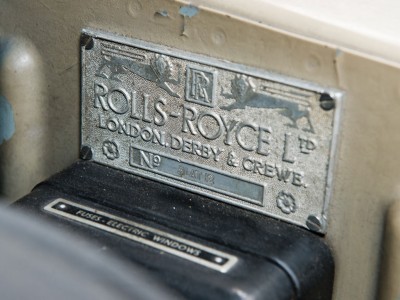 RR
ROLLS-ROYCE LTD
LONDON, DERBY & CREWE.
No
FUSES-ELECTRIC WINDOWS